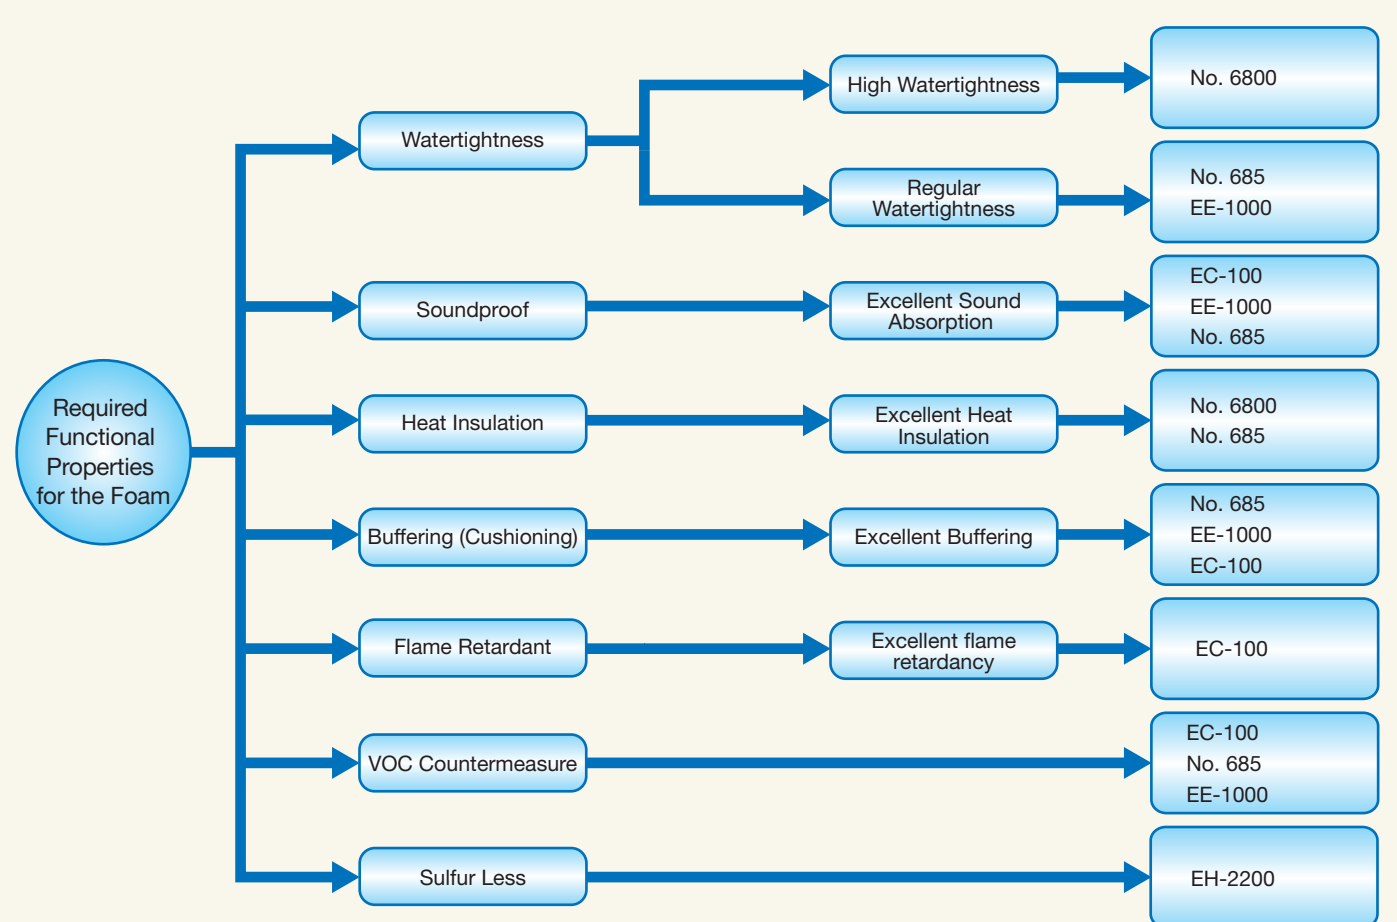 Required
Functional
Properties
for the Foam
Watertightness
High Watertightness
No. 6800
Regular
Watertightness
No. 685
EE-1000
Soundproof
Excellent Sound
Absorption
EC-100
EE-1000
No. 685
Heat Insulation
Excellent Heat
Insulation
No. 6800
No. 685
Buffering (Cushioning)
Excellent Buffering
No. 685
EE-1000
EC-100
Flame Retardant
Excellent flame
retardancy
EC-100
VOC Countermeasure
EC-100
No. 685
EE-1000
Sulfur Less
EH-2200